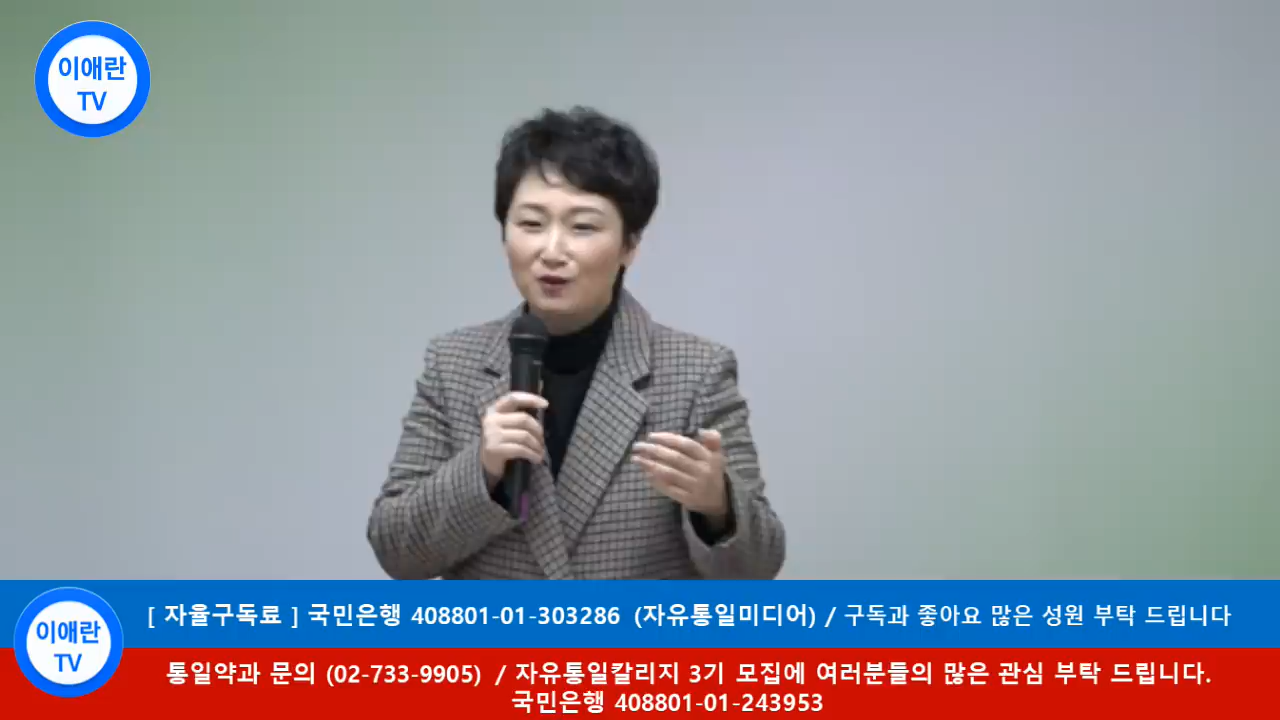 이애란
TV
[ 자율구독료 ] 국민은행 408801-01-303286 (자유통일미디어) / 구독과 좋아요 많은 성원 부탁 드립니다
이애란
TV
통일약과 문의 (02-733-9905) / 자유통일칼리지 3기 모집에 여러분들의 많은 관심 부탁 드립니다.
국민은행 408801-01-243953